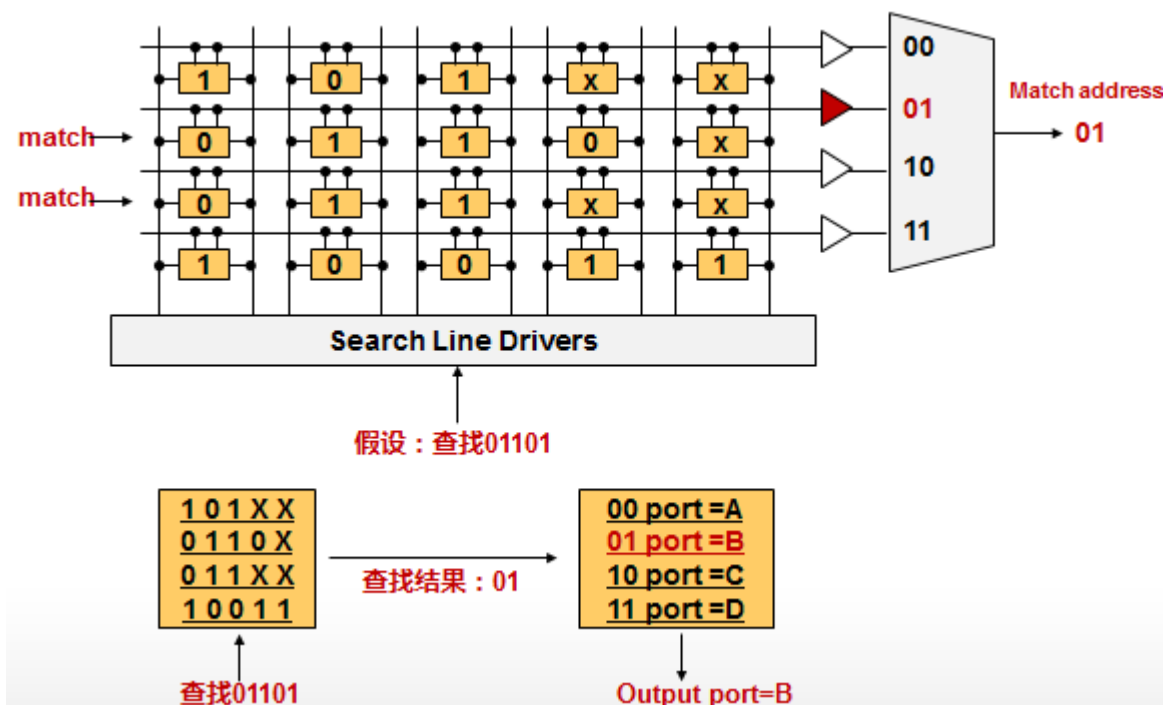 00
1 0 1 x x
Match address
01
01
match
0 1 1 0 x
10
match
0 1 1 x x
11
1 0 0 1 1
Search Line Drivers
假设：查找01101
1 0 1 X X
0 1 1 0 X
0 1 1 X X
1 0 0 1 1
查找结果：01
00 port =A
01 port =B
10 port =C
11 port =D
查找01101
Output port=B